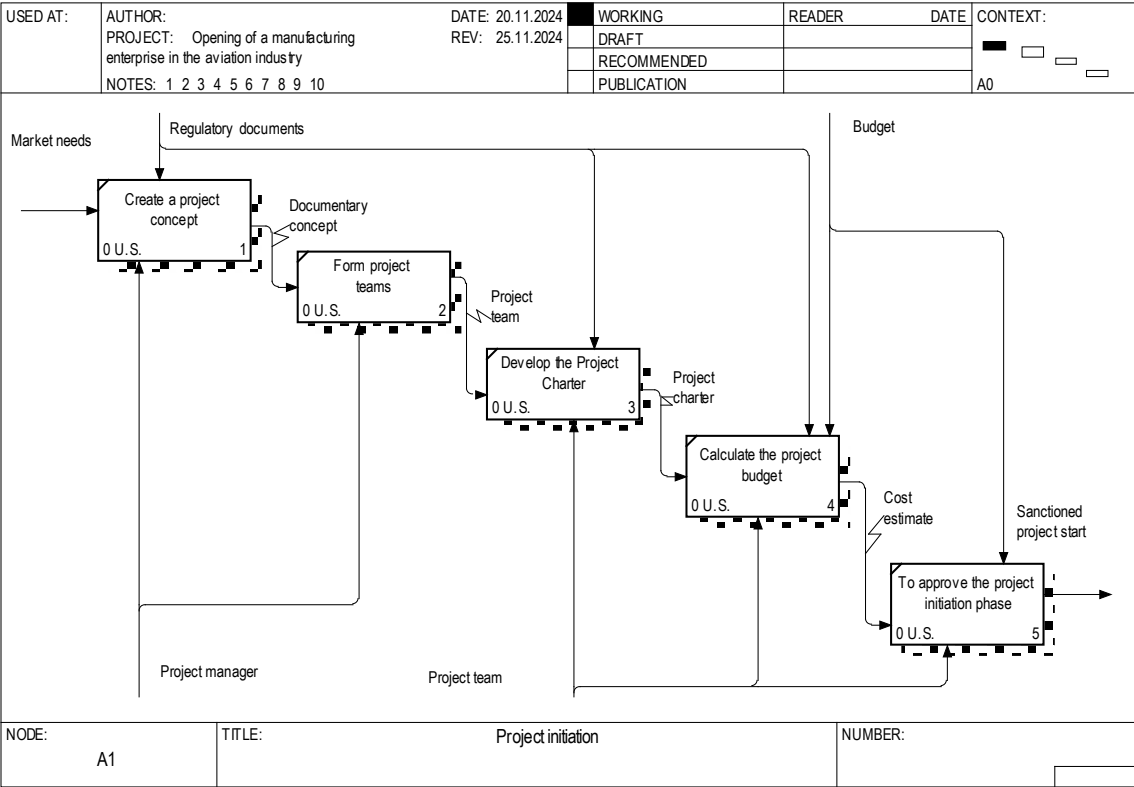 USED AT:
AUTHOR:
DATE: 20.11.2024
PROJECT: Opening of a manufacturing
REV: 25.11.2024
enterprise in the aviation industry
NOTES: 1 2 3 4 5 6 7 8 9 10
WORKING
DRAFT
RECOMMENDED
PUBLICATION
READER DATE
CONTEXT:
A0
Market needs
Regulatory documents
Budget
Create a project
concept
0 U.S. 1
Documentary
concept
Form project
teams
0 U.S. 2
Project
team
Develop the Project
Charter
0 U.S. 3
Project
charter
Calculate the project
budget
0 U.S. 4
Cost
estimate
Sanctioned
project start
To approve the project
initiation phase
0 U.S. 5
Project manager
Project team
NODE:
A1
TITLE:
Project initiation
NUMBER: